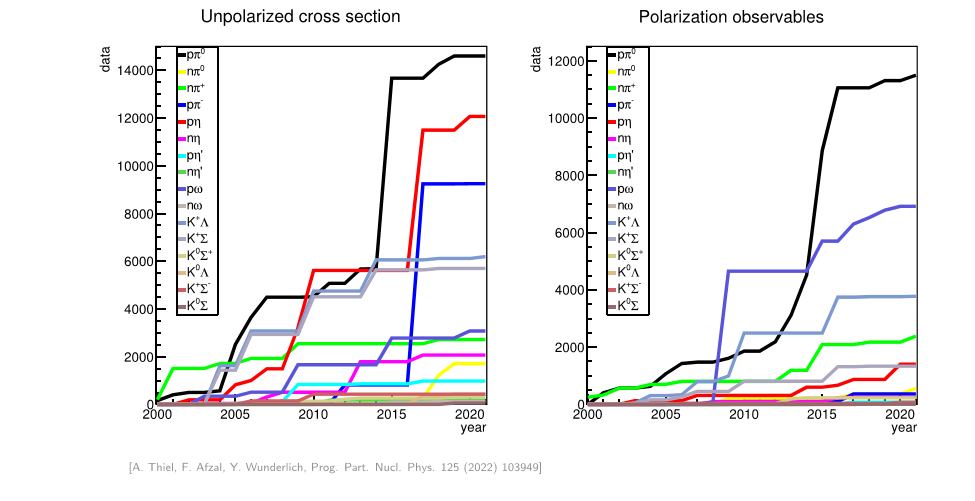 Unpolarized cross section
data
14000
12000
10000
8000
6000
4000
2000
0
2000 2005 2010 2015 2020
year
pπ⁰
nπ⁰
nπ⁺
pπ⁻
pη
nη
pη'
nη'
pω
nω
K⁺Λ
K⁺Σ
K⁰Σ⁺
K⁰Λ
K⁺Σ⁻
K⁰Σ
Polarization observables
data
12000
10000
8000
6000
4000
2000
0
2000 2005 2010 2015 2020
year
pπ⁰
nπ⁰
nπ⁺
pπ⁻
pη
nη
pη'
nη'
pω
nω
K⁺Λ
K⁺Σ
K⁰Σ⁺
K⁰Λ
K⁺Σ⁻
K⁰Σ
[A. Thiel, F. Afzal, Y. Wunderlich, Prog. Part. Nucl. Phys. 125 (2022) 103949]